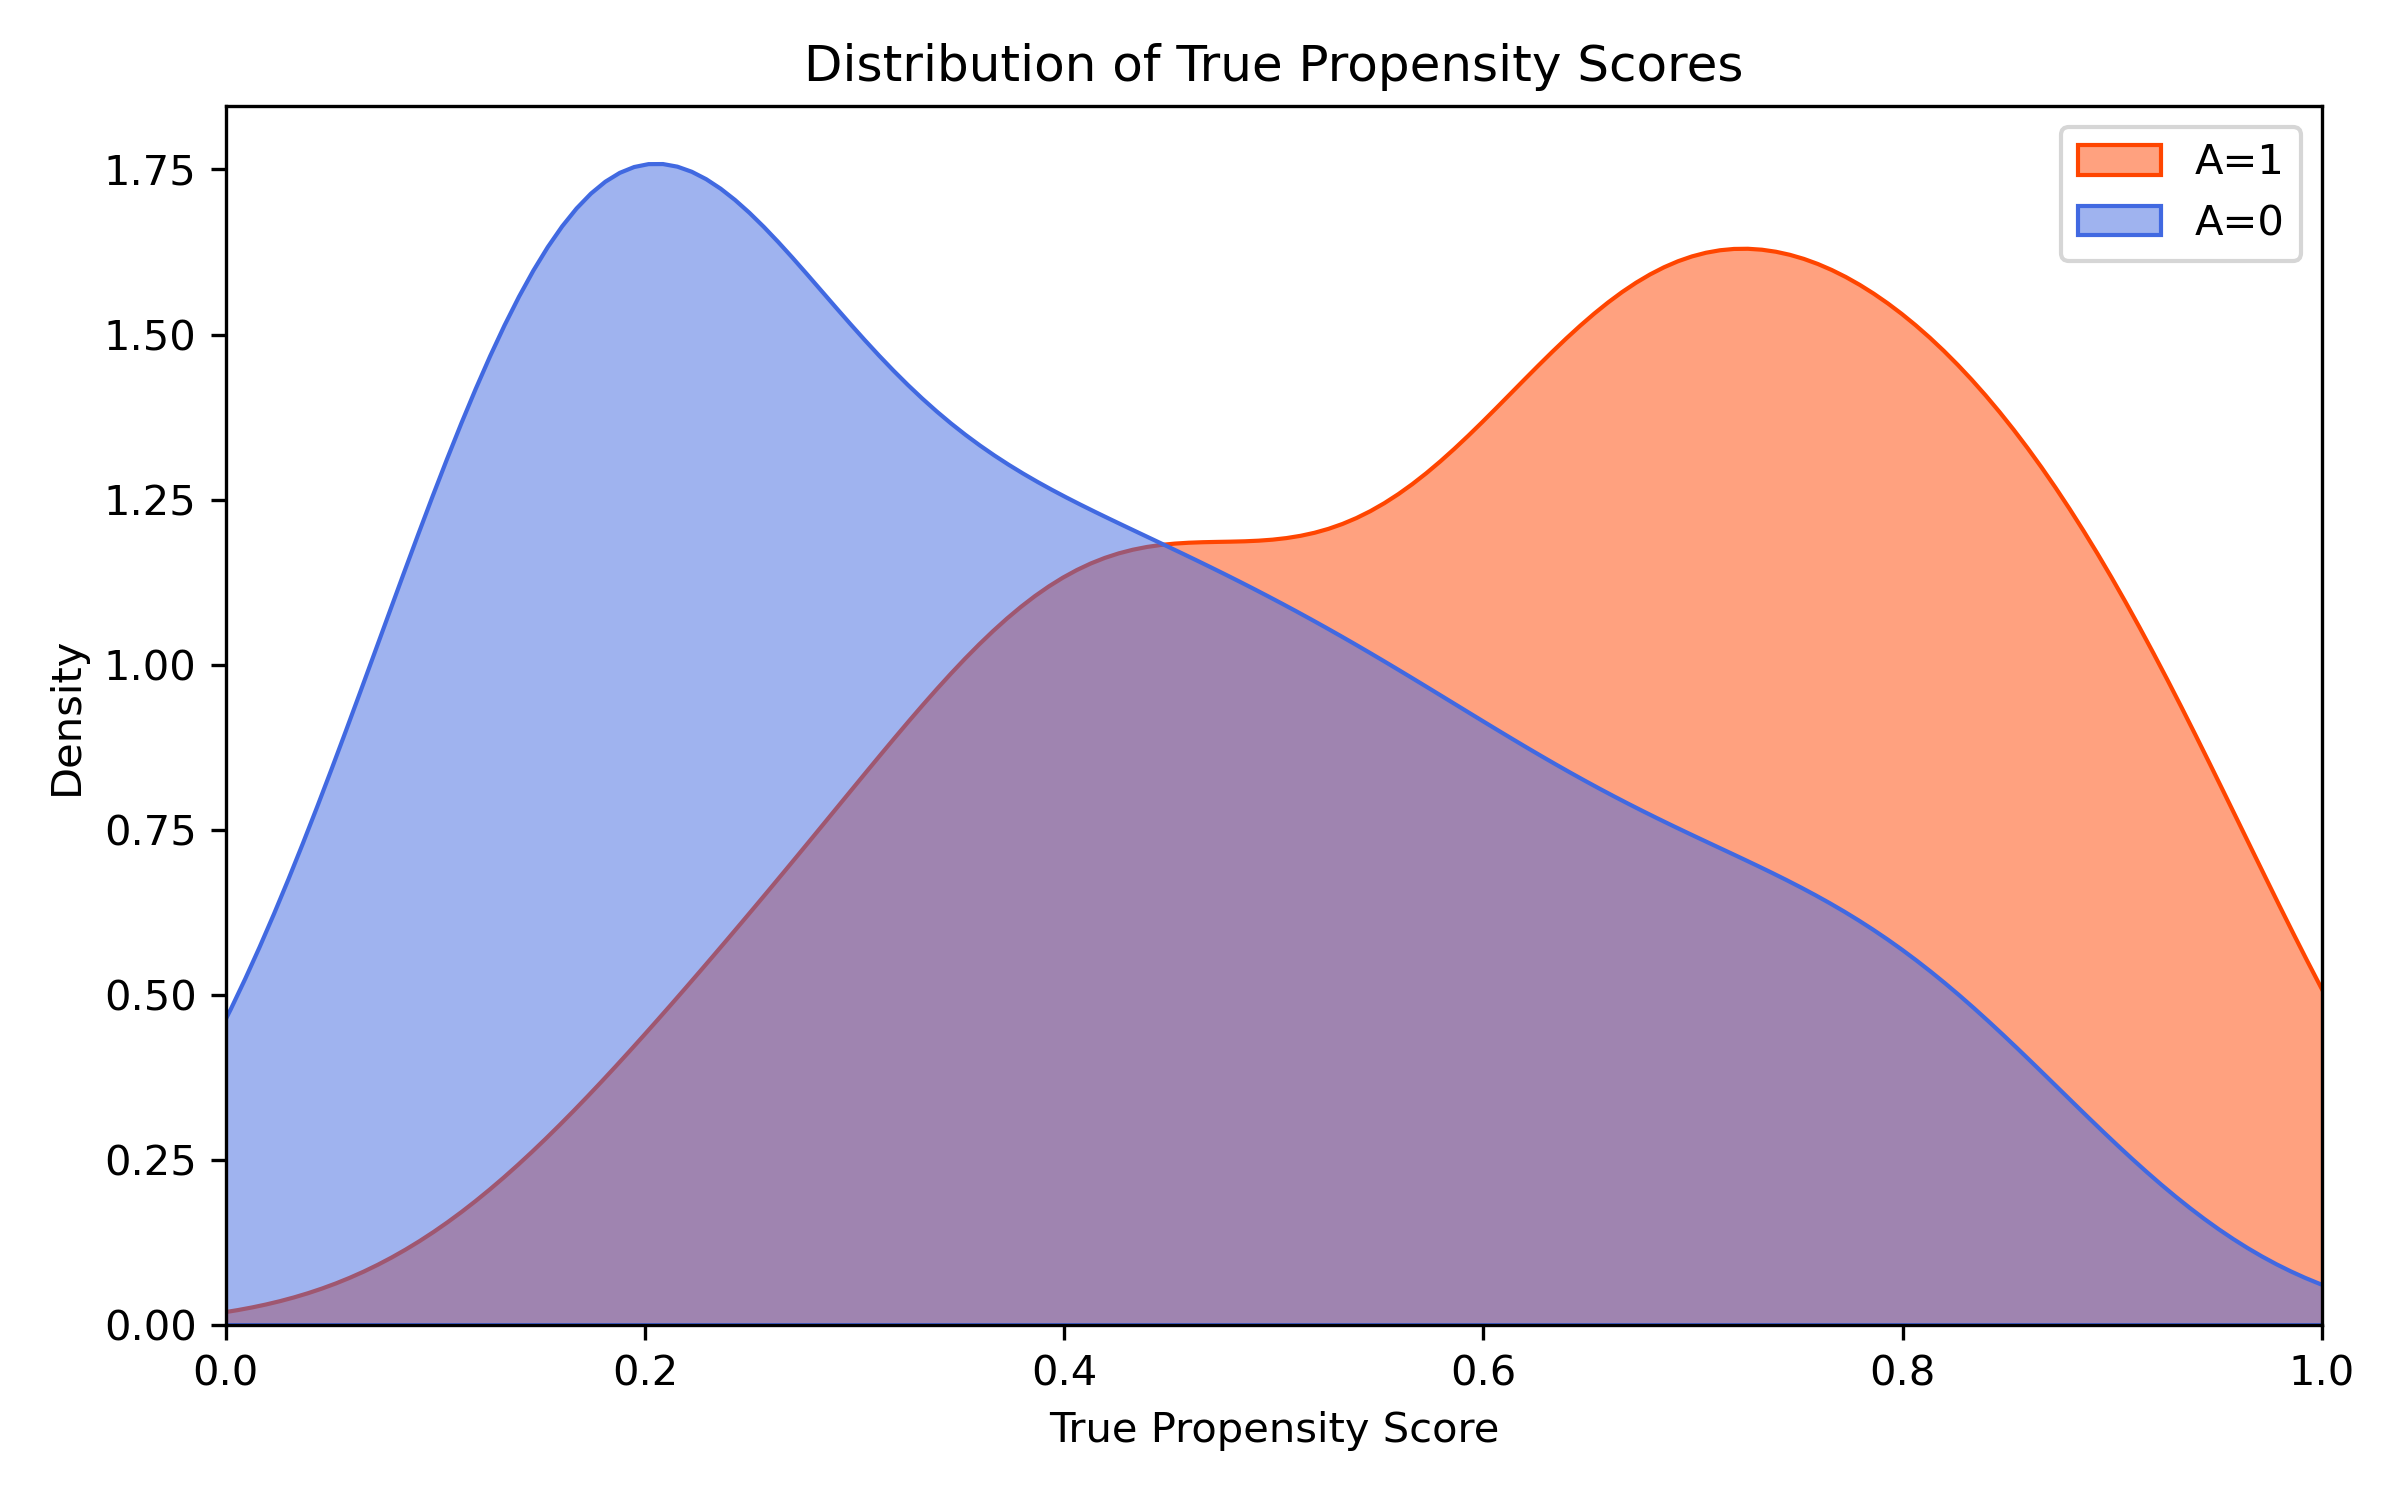 Distribution of True Propensity Scores
A=1
A=0
Density
1.75
1.50
1.25
1.00
0.75
0.50
0.25
0.00
0.0 0.2 0.4 0.6 0.8 1.0
True Propensity Score